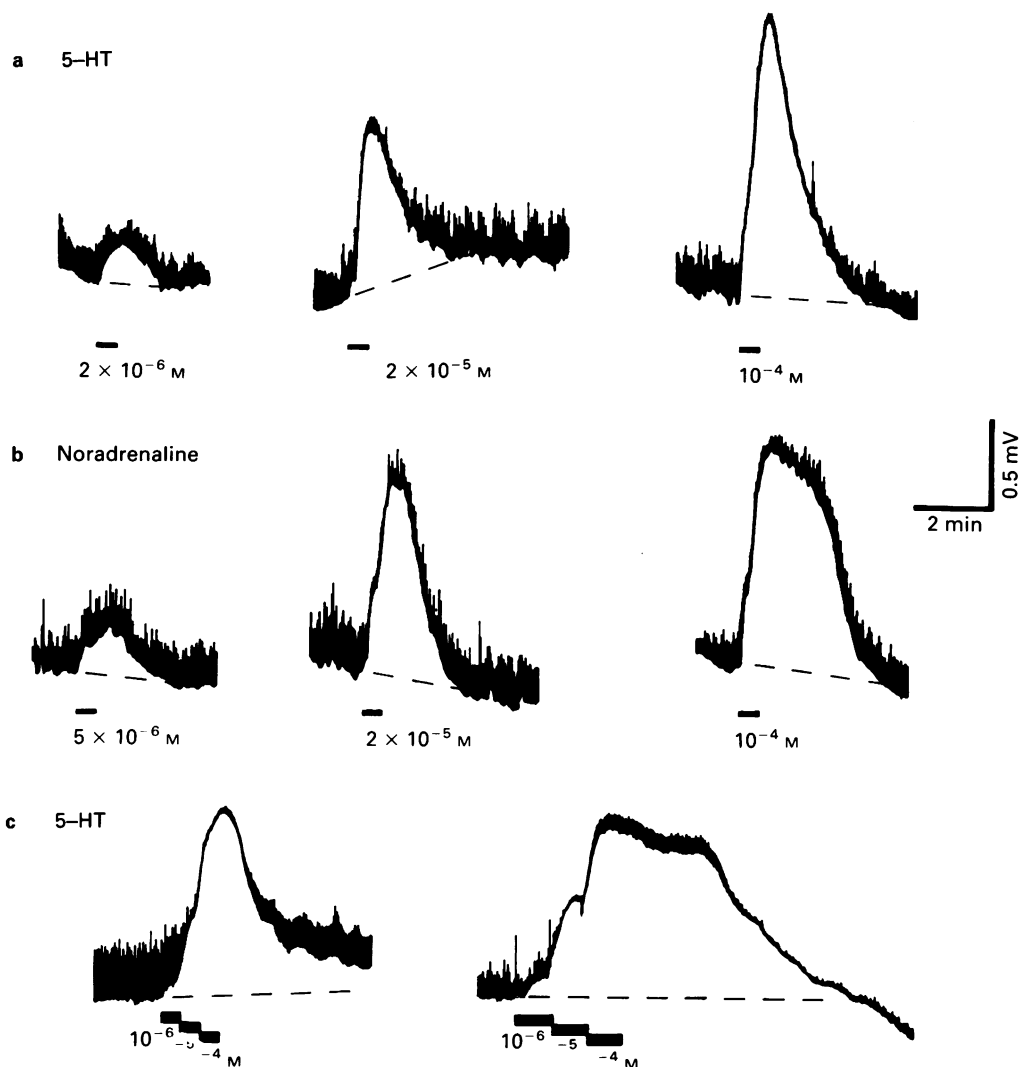 a 5–HT
2 × 10⁻⁶ M
2 × 10⁻⁵ M
10⁻⁴ M
b Noradrenaline
0.5 mV
2 min
5 × 10⁻⁶ M
2 × 10⁻⁵ M
10⁻⁴ M
c 5–HT
10⁻⁶
⁻⁴ M
10⁻⁶
⁻⁵
⁻⁴ M